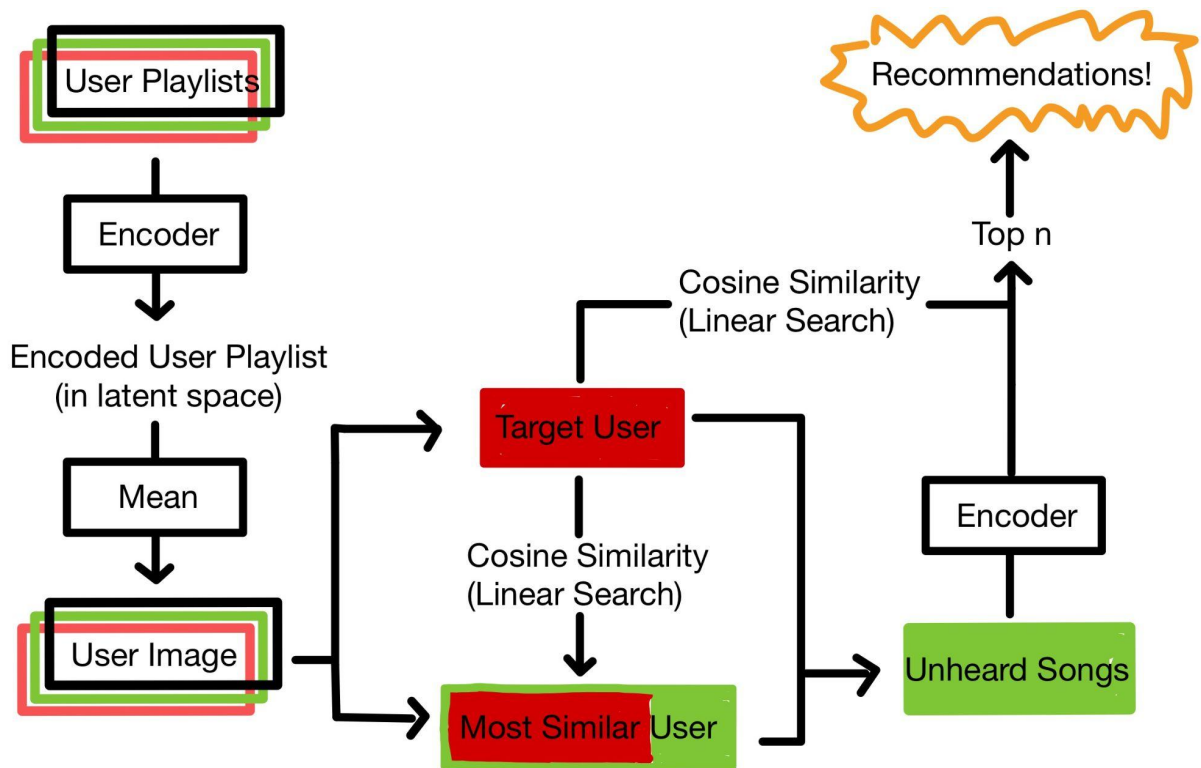 User Playlists
Encoder
Encoded User Playlist
(in latent space)
Mean
User Image
Target User
Cosine Similarity
(Linear Search)
Most Similar User
Cosine Similarity
(Linear Search)
Unheard Songs
Encoder
Top n
Recommendations!